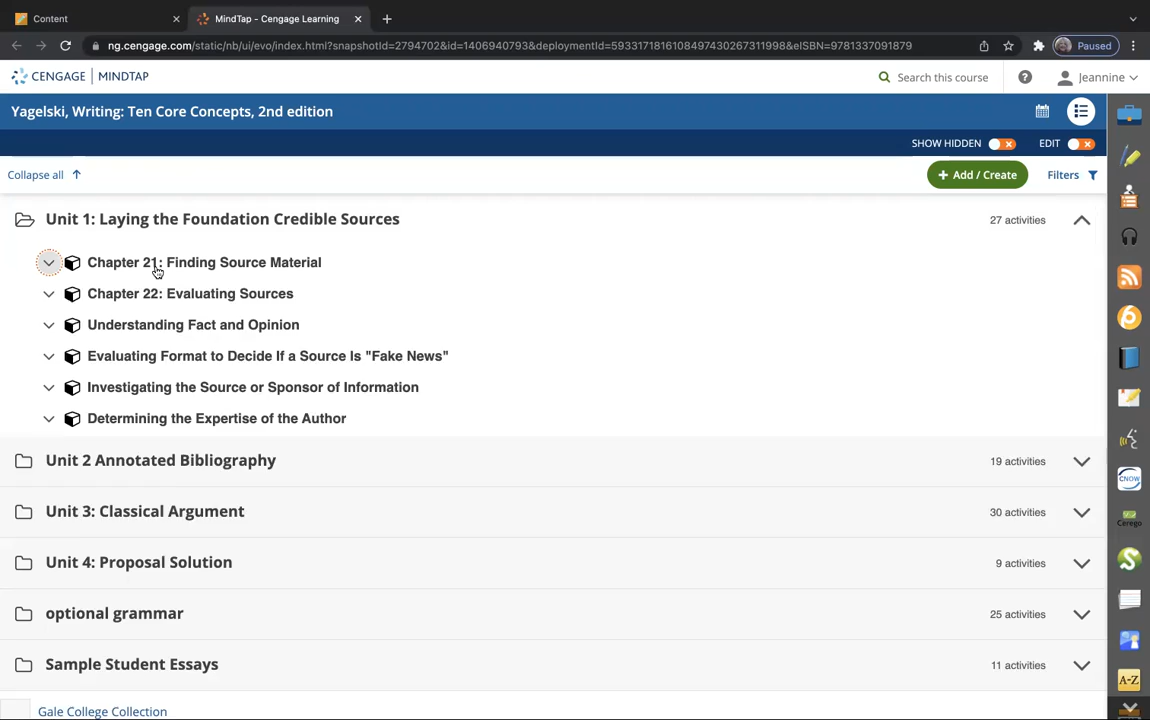 Content
MindTap - Cengage Learning
ng.cengage.com/static/nb/ui/evo/index.html?snapshotId=2794702&id=1406940793&deploymentId=5933171816108497430267311998&eISBN=9781337091879
Paused
CENGAGE | MINDTAP
Search this course
Jeannine
Yagelski, Writing: Ten Core Concepts, 2nd edition
SHOW HIDDEN
EDIT
Collapse all
+ Add / Create
Filters
Unit 1: Laying the Foundation Credible Sources
27 activities
Chapter 21: Finding Source Material
Chapter 22: Evaluating Sources
Understanding Fact and Opinion
Evaluating Format to Decide If a Source Is "Fake News"
Investigating the Source or Sponsor of Information
Determining the Expertise of the Author
Unit 2 Annotated Bibliography
19 activities
Unit 3: Classical Argument
30 activities
Unit 4: Proposal Solution
9 activities
optional grammar
25 activities
Sample Student Essays
11 activities
Gale College Collection
CNOW
Cerego
A-Z